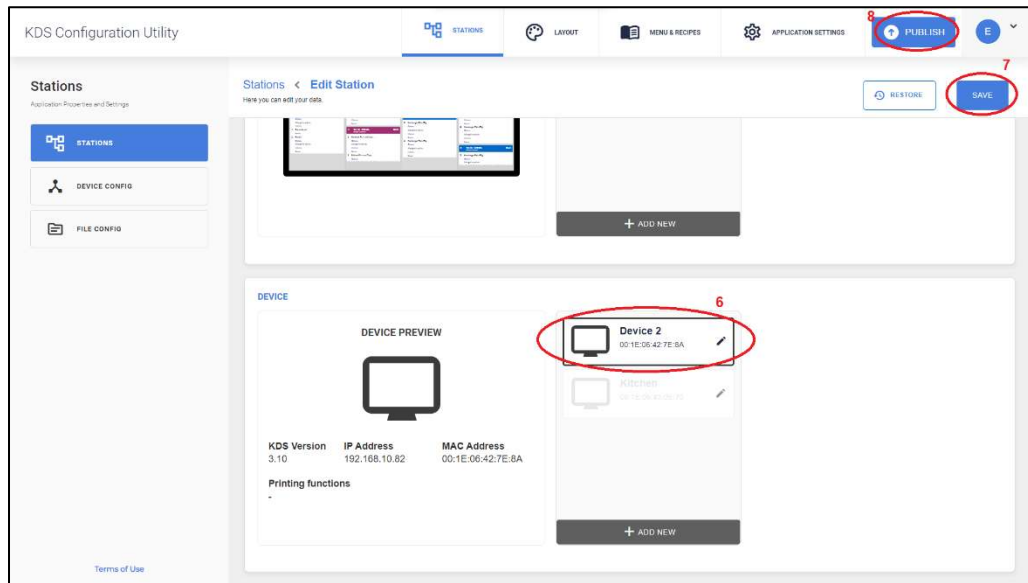 KDS Configuration Utility
STATIONS
LAYOUT
MENU & RECIPES
APPLICATION SETTINGS
8
PUBLISH
E
7
Stations
Application Properties and Settings
Stations < Edit Station
Here you can edit your data.
RESTORE
SAVE
STATIONS
DEVICE CONFIG
FILE CONFIG
+ ADD NEW
DEVICE
6
DEVICE PREVIEW
Device 2
00:1E:06:42:7E:8A
Kitchen
KDS Version IP Address MAC Address
3.10 192.168.10.82 00:1E:06:42:7E:8A
Printing functions
-
+ ADD NEW
Terms of Use